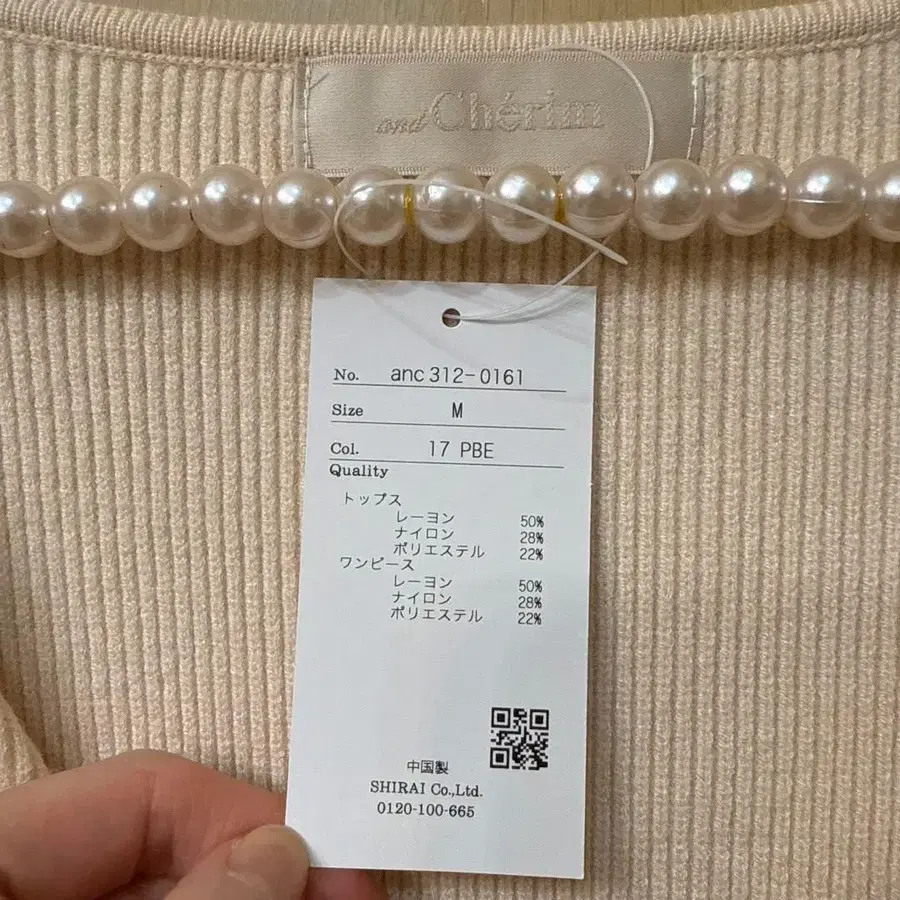 and Chérim
No. anc 312-0161
Size M
Col. 17 PBE
Quality
トップス
レーヨン 50%
ナイロン 28%
ポリエステル 22%
ワンピース
レーヨン 50%
ナイロン 28%
ポリエステル 22%
中国製
SHIRAI Co.,Ltd.
0120-100-665